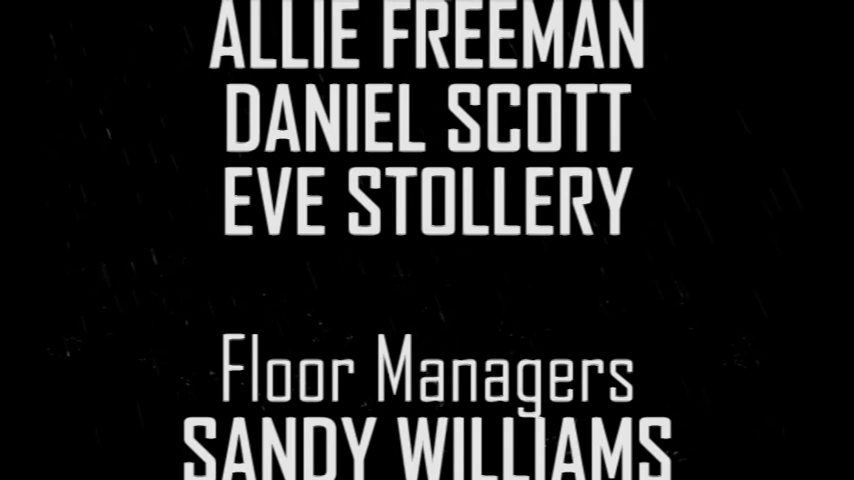 ALLIE FREEMAN
DANIEL SCOTT
EVE STOLLERY
Floor Managers
SANDY WILLIAMS